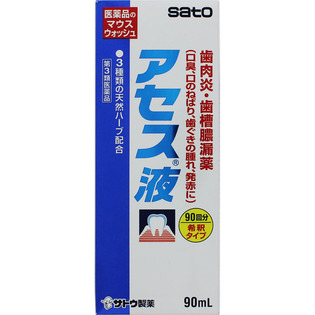 医薬品の
マウス
ウォッシュ
sato
歯肉炎・歯槽膿漏薬
(口臭、口のねばり、歯ぐきの腫れ、発赤に)
アセス液
®
●3種類の天然ハーブ配合
第3類医薬品
90回分
希釈
タイプ
サトウ製薬
90mL